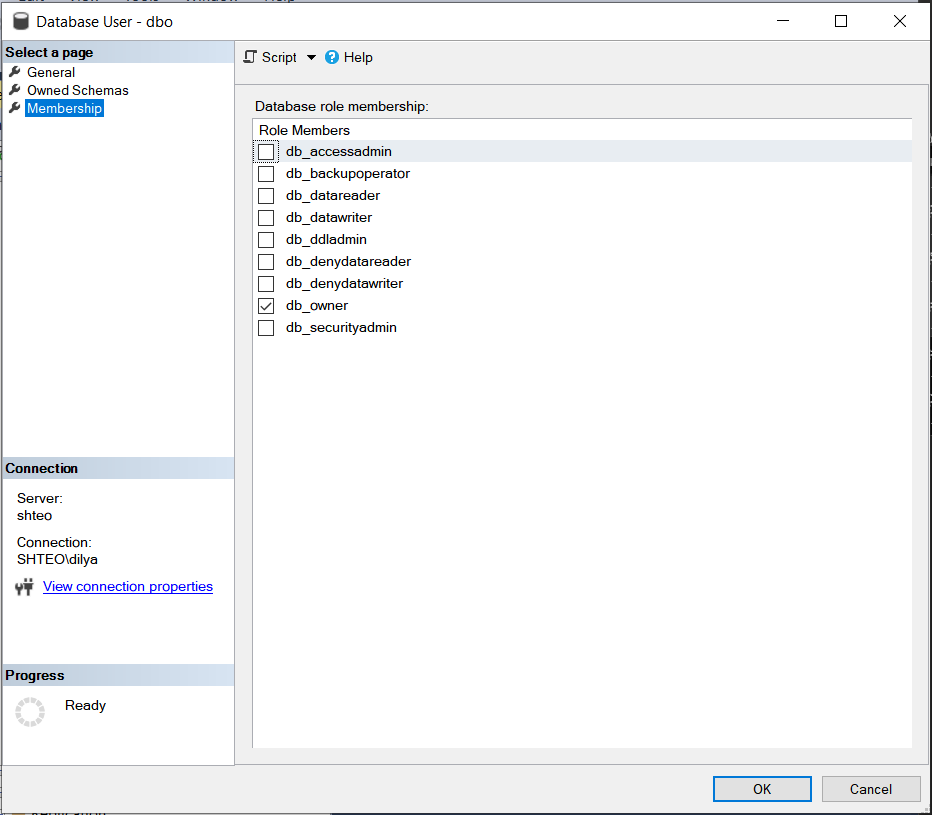 Database User - dbo
Select a page
General
Owned Schemas
Membership
Script
Help
Database role membership:
Role Members
db_accessadmin
db_backupoperator
db_datareader
db_datawriter
db_ddladmin
db_denydatareader
db_denydatawriter
db_owner
db_securityadmin
Connection
Server:
shteo
Connection:
SHTEO\dilya
View connection properties
Progress
Ready
OK
Cancel